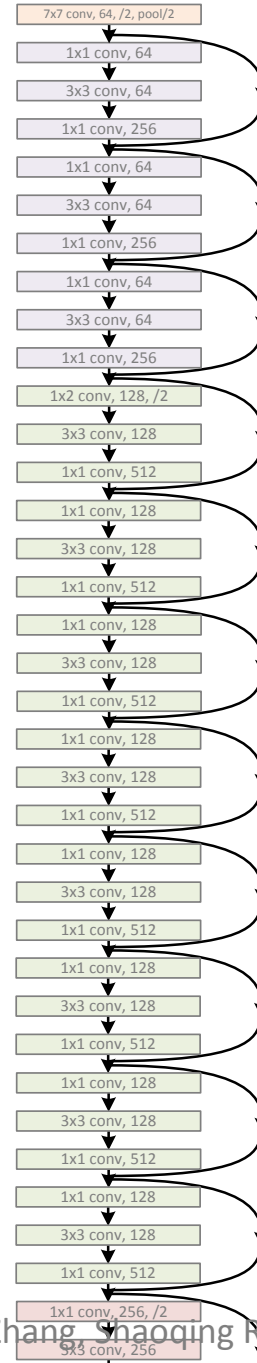 7x7 conv, 64, /2, pool/2
1x1 conv, 64
3x3 conv, 64
1x1 conv, 256
1x1 conv, 64
3x3 conv, 64
1x1 conv, 256
1x1 conv, 64
3x3 conv, 64
1x1 conv, 256
1x2 conv, 128, /2
3x3 conv, 128
1x1 conv, 512
1x1 conv, 128
3x3 conv, 128
1x1 conv, 512
1x1 conv, 128
3x3 conv, 128
1x1 conv, 512
1x1 conv, 128
3x3 conv, 128
1x1 conv, 512
1x1 conv, 128
3x3 conv, 128
1x1 conv, 512
1x1 conv, 128
3x3 conv, 128
1x1 conv, 512
1x1 conv, 128
3x3 conv, 128
1x1 conv, 512
1x1 conv, 128
3x3 conv, 128
1x1 conv, 512
1x1 conv, 256, /2
hang, Shaoqing R
3x3 conv, 256